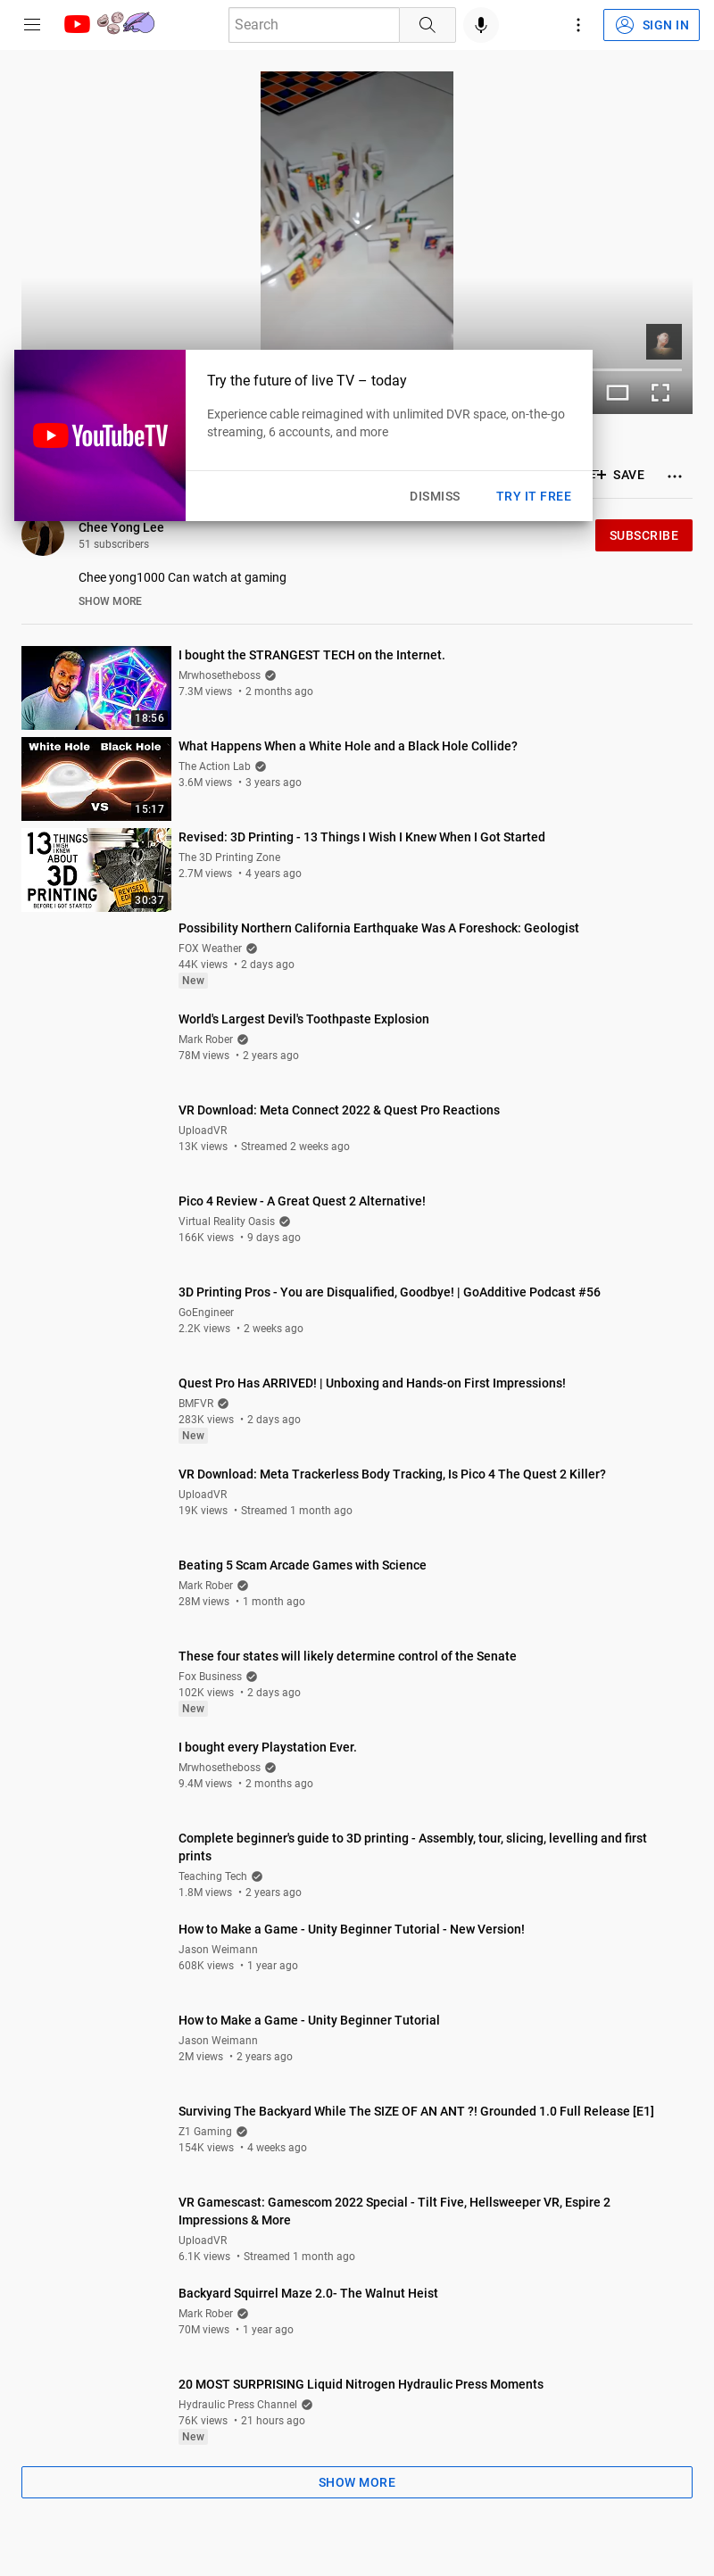 Search
SIGN IN
YouTubeTV
Try the future of live TV – today
Experience cable reimagined with unlimited DVR space, on-the-go
streaming, 6 accounts, and more
DISMISS
TRY IT FREE
SAVE
Chee Yong Lee
51 subscribers
SUBSCRIBE
Chee yong1000 Can watch at gaming
SHOW MORE
18:56
I bought the STRANGEST TECH on the Internet.
Mrwhosetheboss
7.3M views • 2 months ago
White Hole Black Hole
VS
15:17
What Happens When a White Hole and a Black Hole Collide?
The Action Lab
3.6M views • 3 years ago
13 THINGS
I WISH
I KNEW
ABOUT
3D
PRINTING
BEFORE I GOT STARTED
REVISED
30:37
Revised: 3D Printing - 13 Things I Wish I Knew When I Got Started
The 3D Printing Zone
2.7M views • 4 years ago
Possibility Northern California Earthquake Was A Foreshock: Geologist
FOX Weather
44K views • 2 days ago
New
World's Largest Devil's Toothpaste Explosion
Mark Rober
78M views • 2 years ago
VR Download: Meta Connect 2022 & Quest Pro Reactions
UploadVR
13K views • Streamed 2 weeks ago
Pico 4 Review - A Great Quest 2 Alternative!
Virtual Reality Oasis
166K views • 9 days ago
3D Printing Pros - You are Disqualified, Goodbye! | GoAdditive Podcast #56
GoEngineer
2.2K views • 2 weeks ago
Quest Pro Has ARRIVED! | Unboxing and Hands-on First Impressions!
BMFVR
283K views • 2 days ago
New
VR Download: Meta Trackerless Body Tracking, Is Pico 4 The Quest 2 Killer?
UploadVR
19K views • Streamed 1 month ago
Beating 5 Scam Arcade Games with Science
Mark Rober
28M views • 1 month ago
These four states will likely determine control of the Senate
Fox Business
102K views • 2 days ago
New
I bought every Playstation Ever.
Mrwhosetheboss
9.4M views • 2 months ago
Complete beginner's guide to 3D printing - Assembly, tour, slicing, levelling and first
prints
Teaching Tech
1.8M views • 2 years ago
How to Make a Game - Unity Beginner Tutorial - New Version!
Jason Weimann
608K views • 1 year ago
How to Make a Game - Unity Beginner Tutorial
Jason Weimann
2M views • 2 years ago
Surviving The Backyard While The SIZE OF AN ANT ?! Grounded 1.0 Full Release [E1]
Z1 Gaming
154K views • 4 weeks ago
VR Gamescast: Gamescom 2022 Special - Tilt Five, Hellsweeper VR, Espire 2
Impressions & More
UploadVR
6.1K views • Streamed 1 month ago
Backyard Squirrel Maze 2.0- The Walnut Heist
Mark Rober
70M views • 1 year ago
20 MOST SURPRISING Liquid Nitrogen Hydraulic Press Moments
Hydraulic Press Channel
76K views • 21 hours ago
New
SHOW MORE